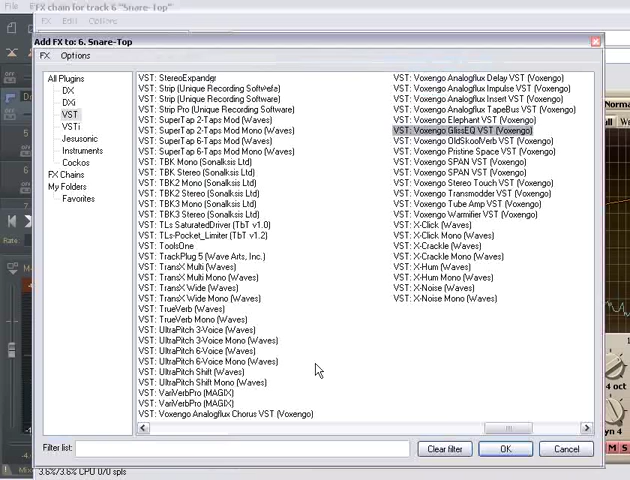 File
FX chain for track 6 "Snare-Top"
FX Edit Options
Add FX to: 6. Snare-Top
FX Options
All Plugins
DX
DXi
VST
VSTi
Jesusonic
Instruments
Cockos
FX Chains
My Folders
Favorites
VST: StereoExpander
VST: Strip (Unique Recording Software)
VST: Strip (Unique Recording Software)
VST: Strip Pro (Unique Recording Software)
VST: SuperTap 2-Taps Mod (Waves)
VST: SuperTap 2-Taps Mod Mono (Waves)
VST: SuperTap 6-Taps Mod (Waves)
VST: SuperTap 6-Taps Mod (Waves)
VST: TBK Mono (Sonalksis Ltd)
VST: TBK Stereo (Sonalksis Ltd)
VST: TBK2 Mono (Sonalksis Ltd)
VST: TBK2 Stereo (Sonalksis Ltd)
VST: TBK3 Mono (Sonalksis Ltd)
VST: TBK3 Stereo (Sonalksis Ltd)
VST: TLs SaturatedDriver (TbT v1.0)
VST: TLs-Pocket_Limiter (TbT v1.2)
VST: ToolsOne
VST: TrackPlug 5 (Wave Arts, Inc.)
VST: TransX Multi (Waves)
VST: TransX Multi Mono (Waves)
VST: TransX Wide (Waves)
VST: TransX Wide Mono (Waves)
VST: TrueVerb (Waves)
VST: TrueVerb Mono (Waves)
VST: UltraPitch 3-Voice (Waves)
VST: UltraPitch 3-Voice Mono (Waves)
VST: UltraPitch 6-Voice (Waves)
VST: UltraPitch 6-Voice Mono (Waves)
VST: UltraPitch Shift (Waves)
VST: UltraPitch Shift Mono (Waves)
VST: VariVerbPro (MAGIX)
VST: VariVerbPro (MAGIX)
VST: Voxengo Analogflux Chorus VST (Voxengo)
VST: Voxengo Analogflux Delay VST (Voxengo)
VST: Voxengo Analogflux Impulse VST (Voxengo)
VST: Voxengo Analogflux Insert VST (Voxengo)
VST: Voxengo Analogflux TapeBus VST (Voxengo)
VST: Voxengo Elephant VST (Voxengo)
VST: Voxengo GlissEQ VST (Voxengo)
VST: Voxengo OldSkoolVerb VST (Voxengo)
VST: Voxengo Pristine Space VST (Voxengo)
VST: Voxengo SPAN VST (Voxengo)
VST: Voxengo SPAN VST (Voxengo)
VST: Voxengo Stereo Touch VST (Voxengo)
VST: Voxengo Transmodder VST (Voxengo)
VST: Voxengo Tube Amp VST (Voxengo)
VST: Voxengo Warmifier VST (Voxengo)
VST: X-Click (Waves)
VST: X-Click Mono (Waves)
VST: X-Crackle (Waves)
VST: X-Crackle Mono (Waves)
VST: X-Hum (Waves)
VST: X-Hum Mono (Waves)
VST: X-Noise (Waves)
VST: X-Noise Mono (Waves)
Filter list:
Clear filter
OK
Cancel
3.6%/3.6% CPU 0/0 spls
Rate:
M S